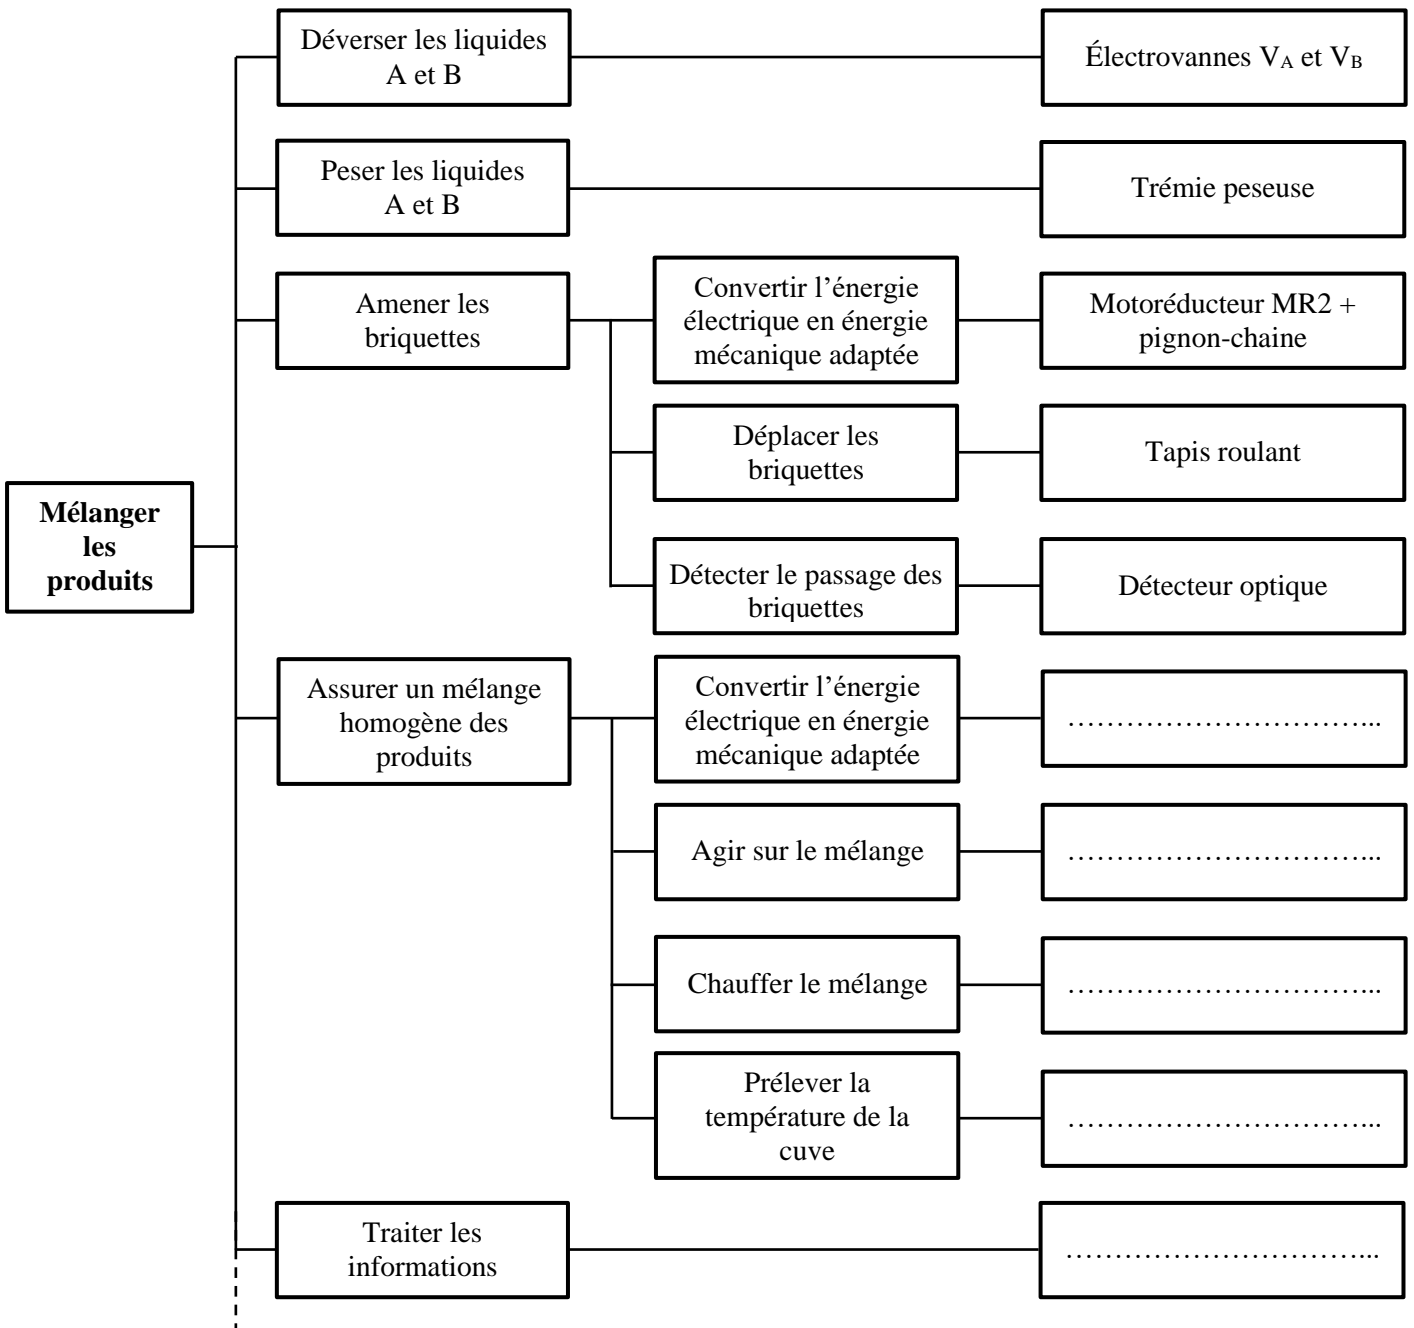 Déverser les liquides
A et B
Électrovannes VA et VB
Peser les liquides
A et B
Trémie peseuse
Amener les
briquettes
Convertir l’énergie
électrique en énergie
mécanique adaptée
Motoréducteur MR2 +
pignon-chaine
Déplacer les
briquettes
Tapis roulant
Mélanger
les
produits
Détecter le passage des
briquettes
Détecteur optique
Assurer un mélange
homogène des
produits
Convertir l’énergie
électrique en énergie
mécanique adaptée
…………………………...
Agir sur le mélange
…………………………...
Chauffer le mélange
…………………………...
Prélever la
température de la
cuve
…………………………...
Traiter les
informations
…………………………...